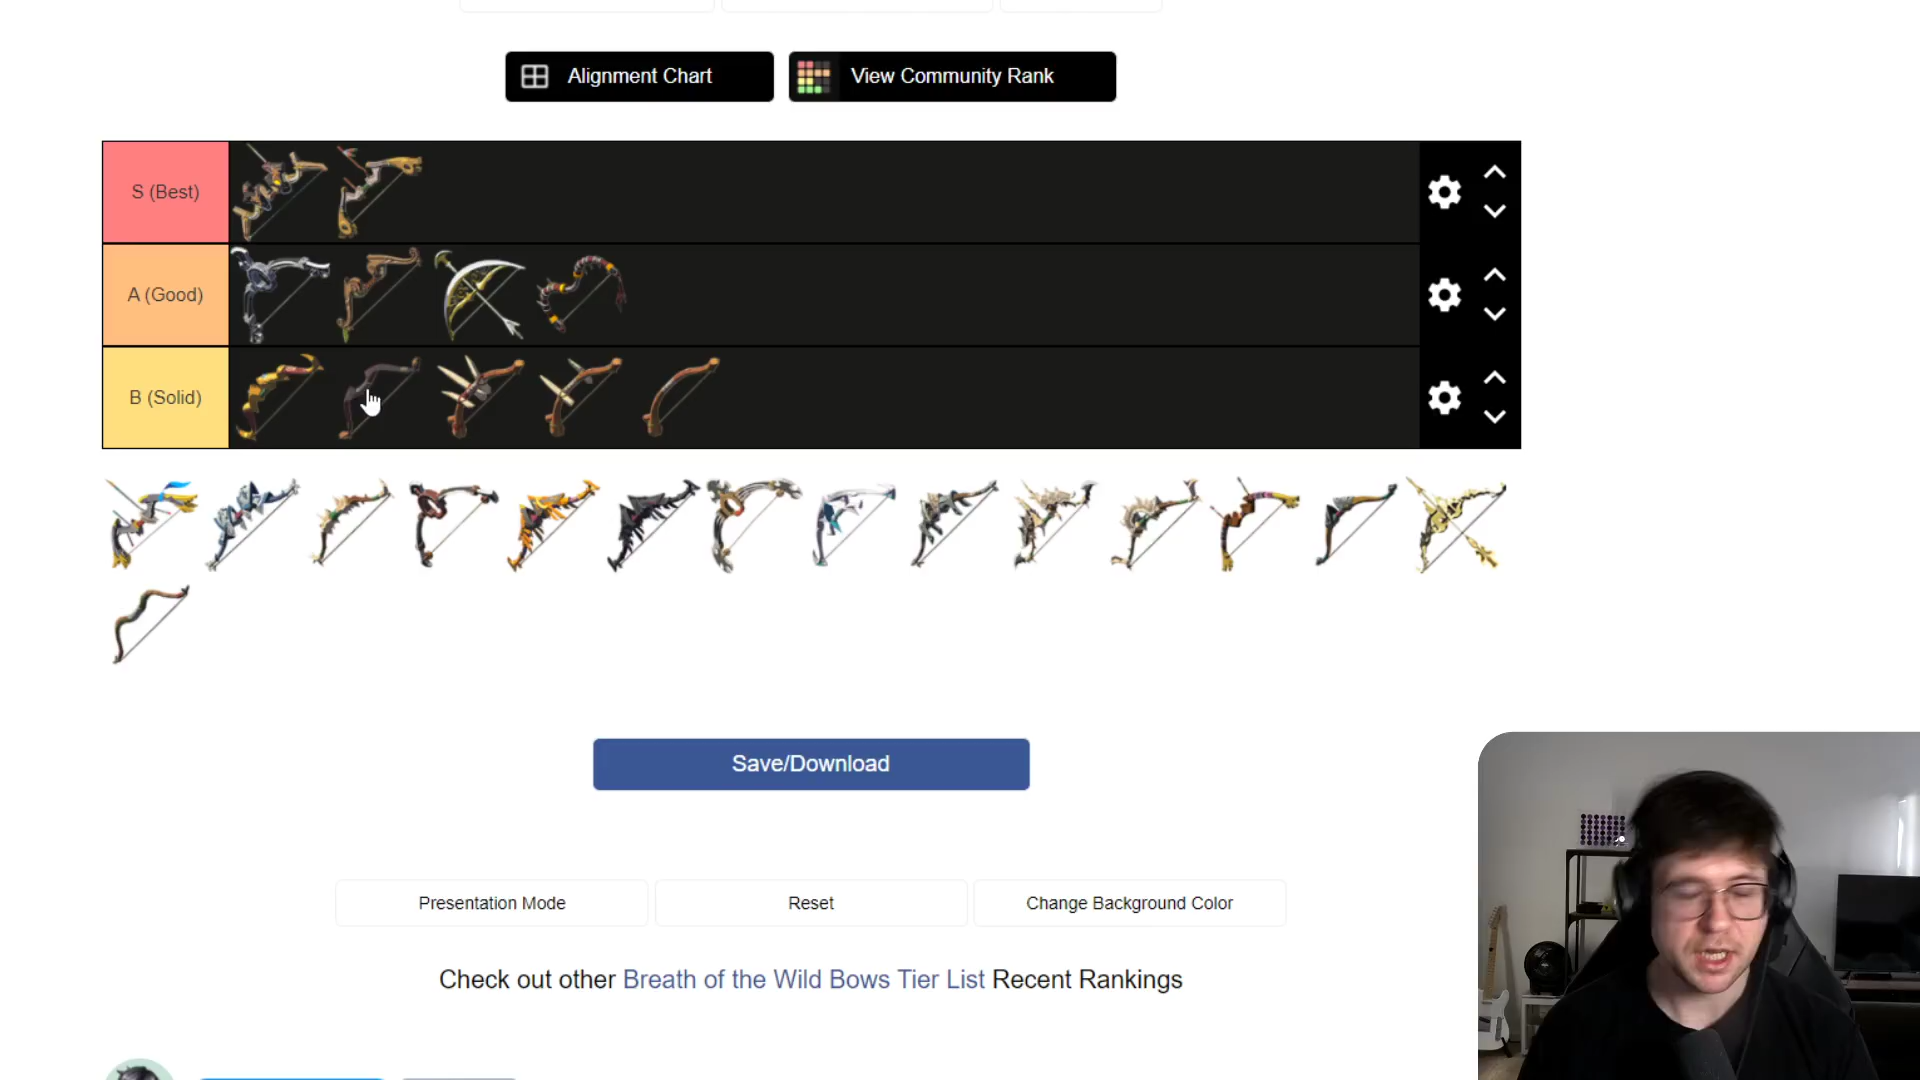 Alignment Chart
View Community Rank
S (Best)
A (Good)
B (Solid)
Save/Download
Presentation Mode
Reset
Change Background Color
Check out other Breath of the Wild Bows Tier List Recent Rankings